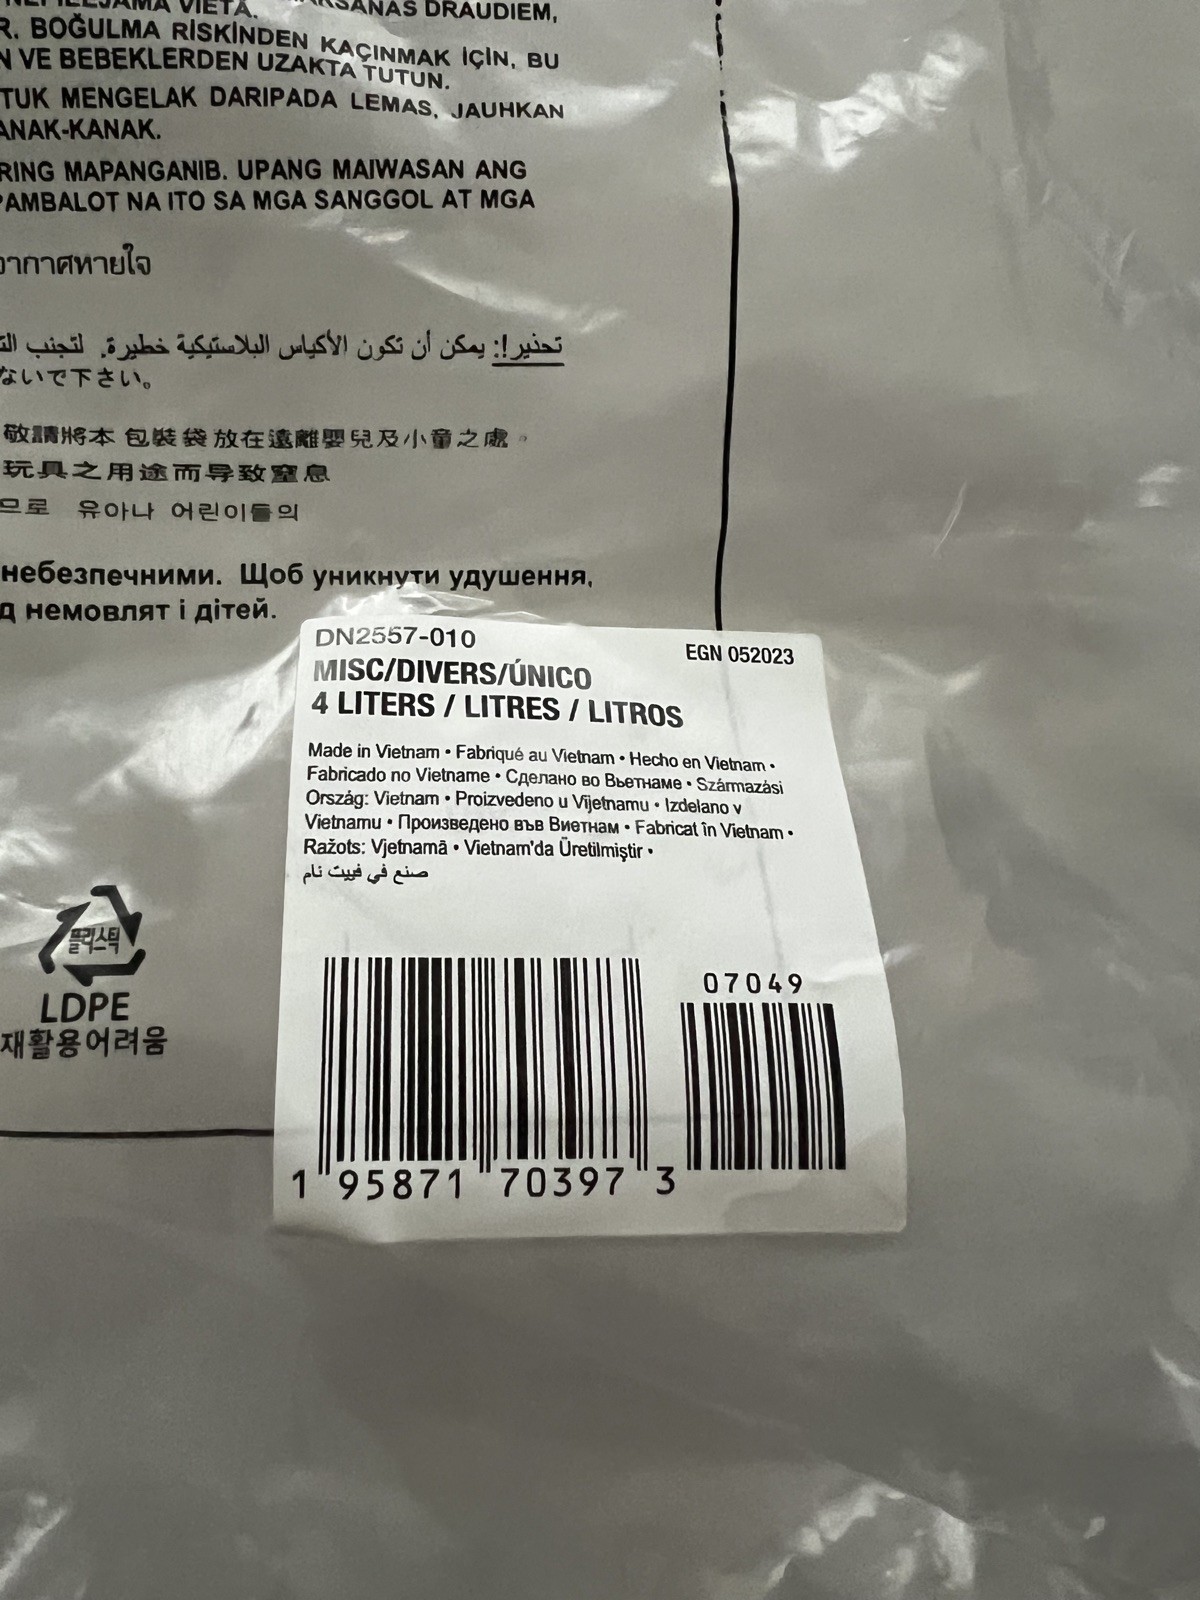 VIETĀ.
DRAUDIEM,
R. BOĞULMA RİSKİNDEN KAÇINMAK İÇİN, BU
N VE BEBEKLERDEN UZAKTA TUTUN.
TUK MENGELAK DARIPADA LEMAS, JAUHKAN
ANAK-KANAK.
RING MAPANGANIB. UPANG MAIWASAN ANG
PAMBALOT NA ITO SA MGA SANGGOL AT MGA
อากาศหายใจ
تحذير!: يمكن أن تكون الأكياس البلاستيكية خطيرة. لتجنب
ないで下さい。
敬請將本 包裝袋放在遠離嬰兒及小童之處。
玩具之用途而导致窒息
므로 유아나 어린이들의
небезпечними. Щоб уникнути удушення,
д немовлят і дітей.
DN2557-010
EGN 052023
MISC/DIVERS/ÚNICO
4 LITERS / LITRES / LITROS
Made in Vietnam • Fabriqué au Vietnam • Hecho en Vietnam •
Fabricado no Vietname • Сделано во Вьетнаме • Származási
Ország: Vietnam • Proizvedeno u Vijetnamu • Izdelano v
Vietnamu • Произведено във Виетнам • Fabricat în Vietnam •
Ražots: Vjetnamā • Vietnam'da Üretilmiştir •
صنع في فييت نام
플라스틱
LDPE
재활용어려움
07049
1 95871 70397 3